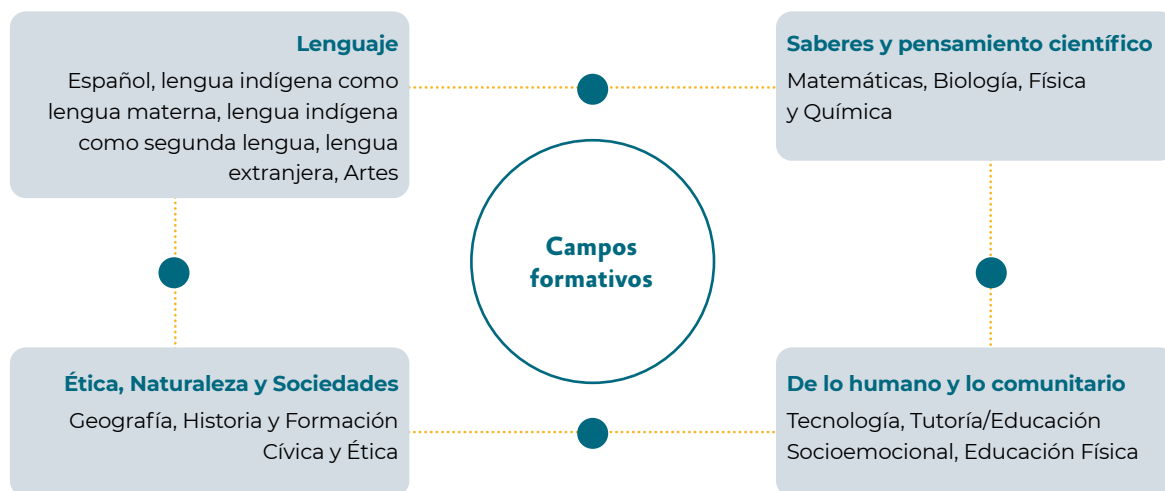 Lenguaje
Español, lengua indígena como
lengua materna, lengua indígena
como segunda lengua, lengua
extranjera, Artes
Saberes y pensamiento científico
Matemáticas, Biología, Física
y Química
Campos
formativos
Ética, Naturaleza y Sociedades
Geografía, Historia y Formación
Cívica y Ética
De lo humano y lo comunitario
Tecnología, Tutoría/Educación
Socioemocional, Educación Física